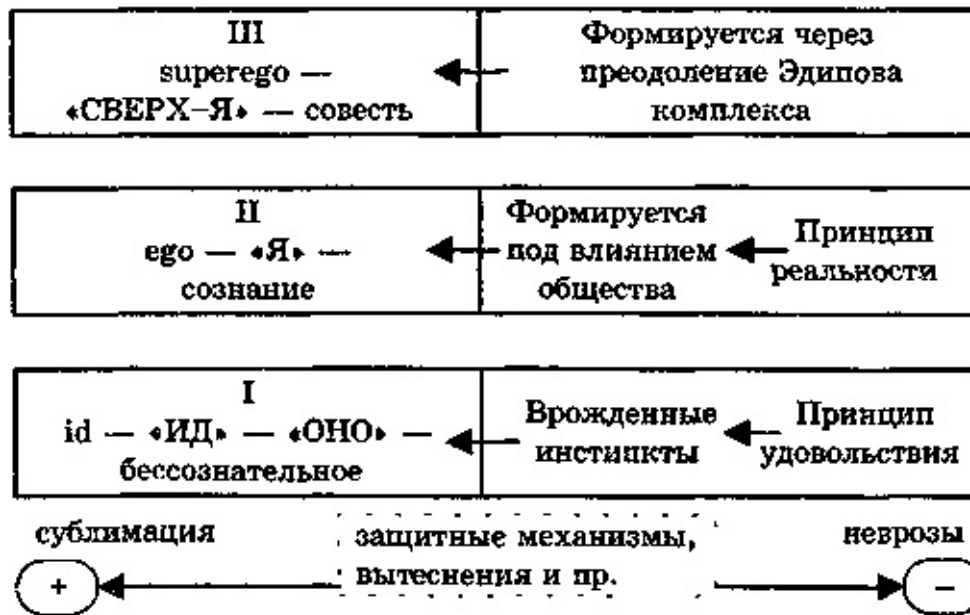 III
superego —
«СВЕРХ–Я» — совесть
Формируется через
преодоление Эдипова
комплекса
II
ego — «Я» —
сознание
Формируется
под влиянием
общества
Принцип
реальности
I
id — «ИД» — «ОНО» —
бессознательное
Врожденные
инстинкты
Принцип
удовольствия
сублимация
защитные механизмы,
вытеснения и пр.
неврозы
+
–